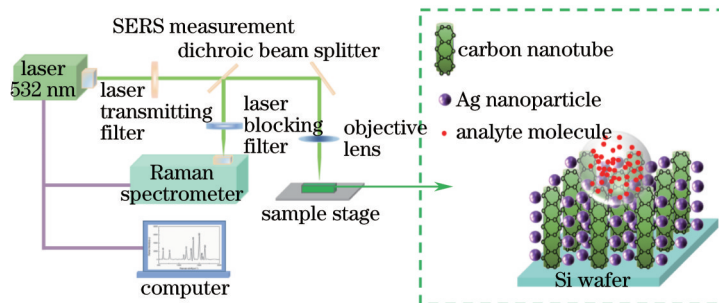 SERS measurement
dichroic beam splitter
laser
532 nm
laser
transmitting
filter
laser
blocking
filter
objective
lens
Raman
spectrometer
sample stage
computer
carbon nanotube
Ag nanoparticle
analyte molecule
Si wafer